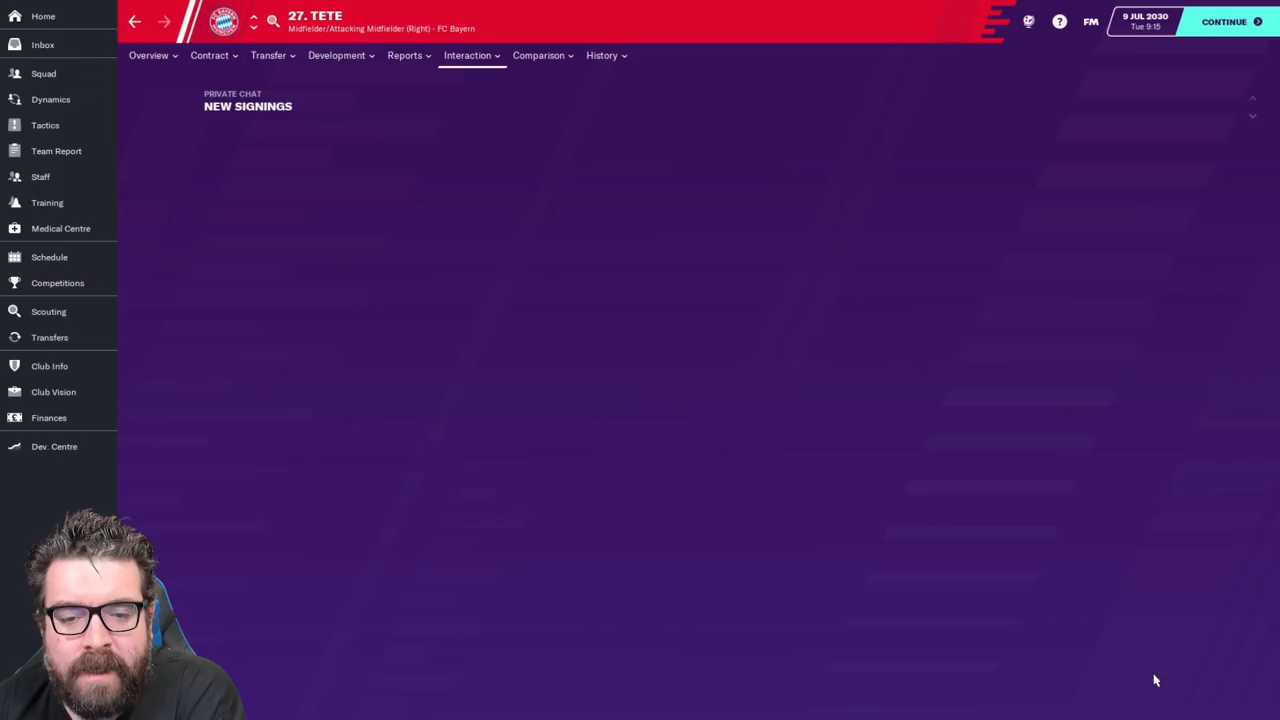 Home
Inbox
Squad
Dynamics
Tactics
Team Report
Staff
Training
Medical Centre
Schedule
Competitions
Scouting
Transfers
Club Info
Club Vision
Finances
Dev. Centre
27. TETE
Midfielder/Attacking Midfielder (Right) - FC Bayern
?
FM
9 JUL 2030
Tue 9:15
CONTINUE
Overview Contract Transfer Development Reports Interaction Comparison History
PRIVATE CHAT
NEW SIGNINGS